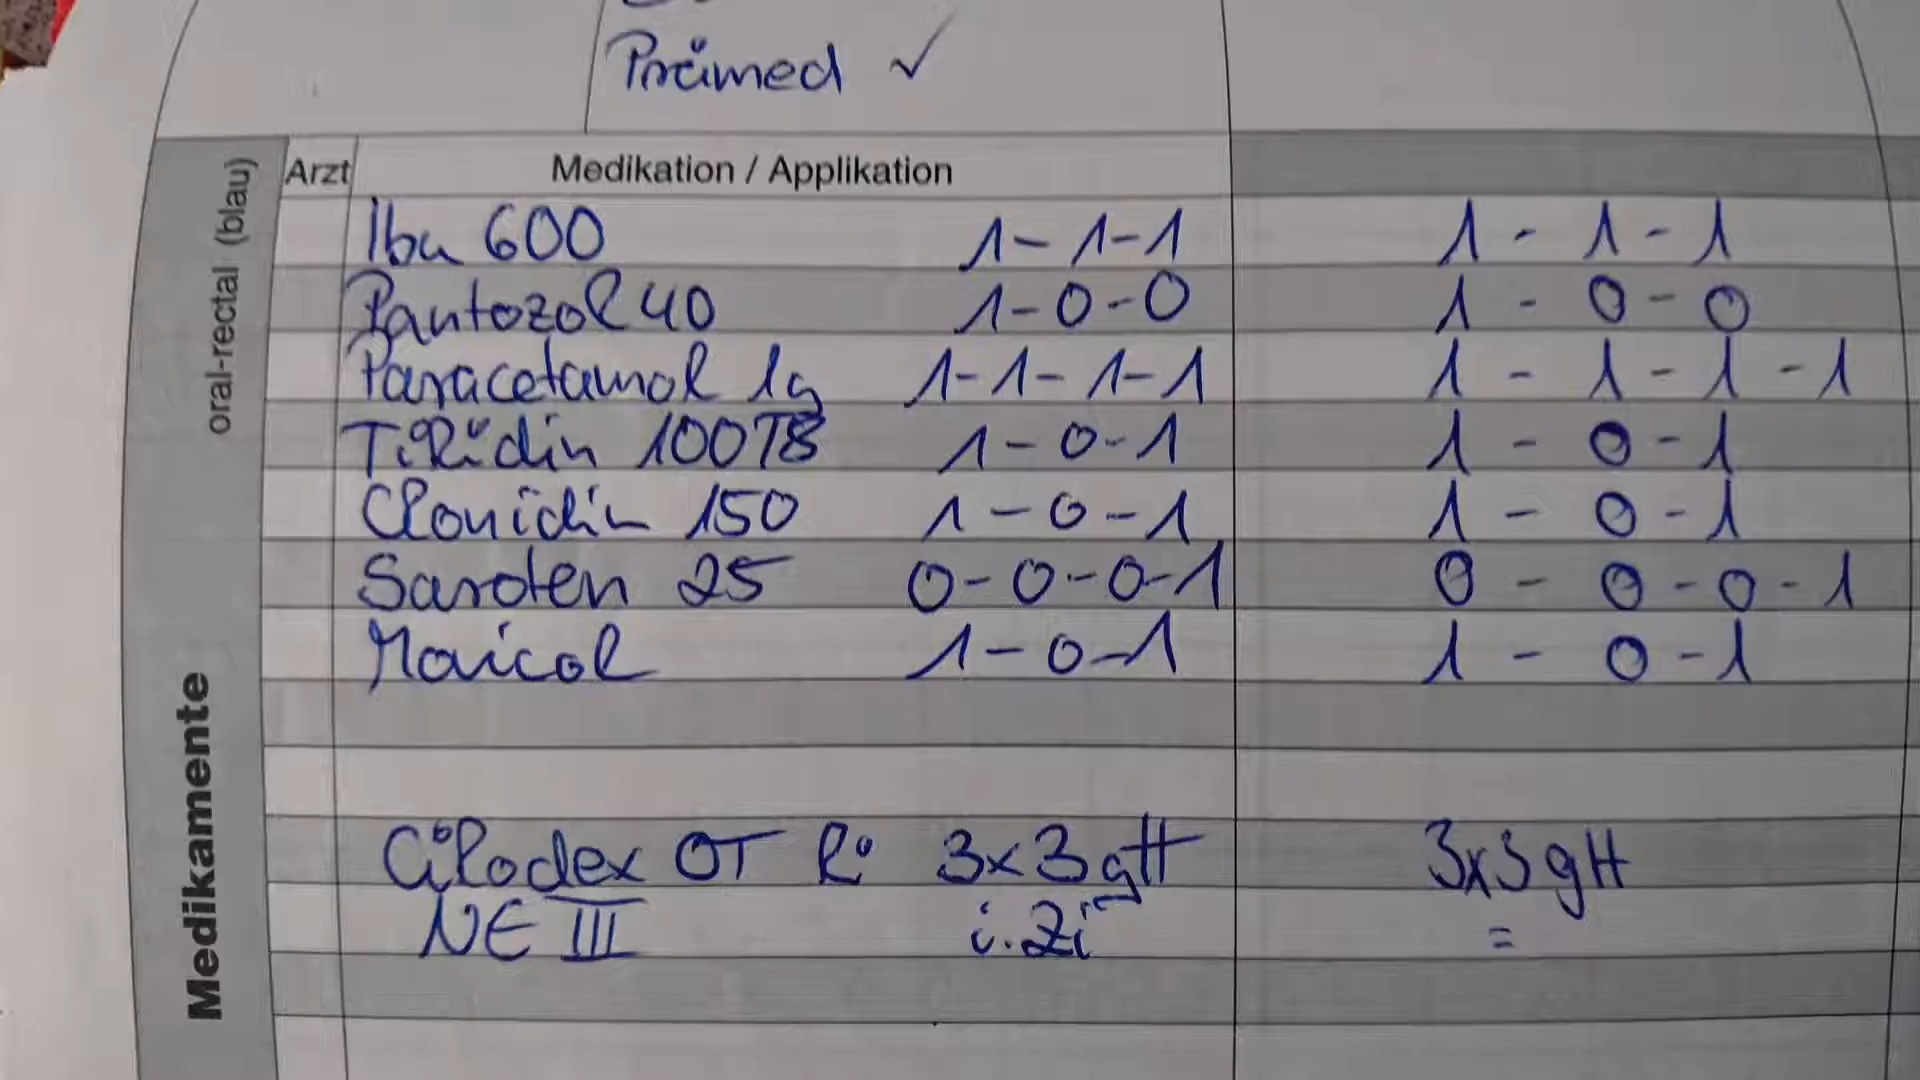 Prämed ✓
Arzt Medikation / Applikation
oral-rectal (blau)
Medikamente
Ibu 600 1-1-1 1-1-1
Pantozol 40 1-0-0 1-0-0
Paracetamol 1g 1-1-1-1 1-1-1-1
Tilidin 100 1-0-1 1-0-1
Clonidin 150 1-0-1 1-0-1
Saroten 25 0-0-0-1 0-0-0-1
Movicol 1-0-1 1-0-1
Cilodex OT R: 3x3gtt 3x3gtt
NE III i.Zi =